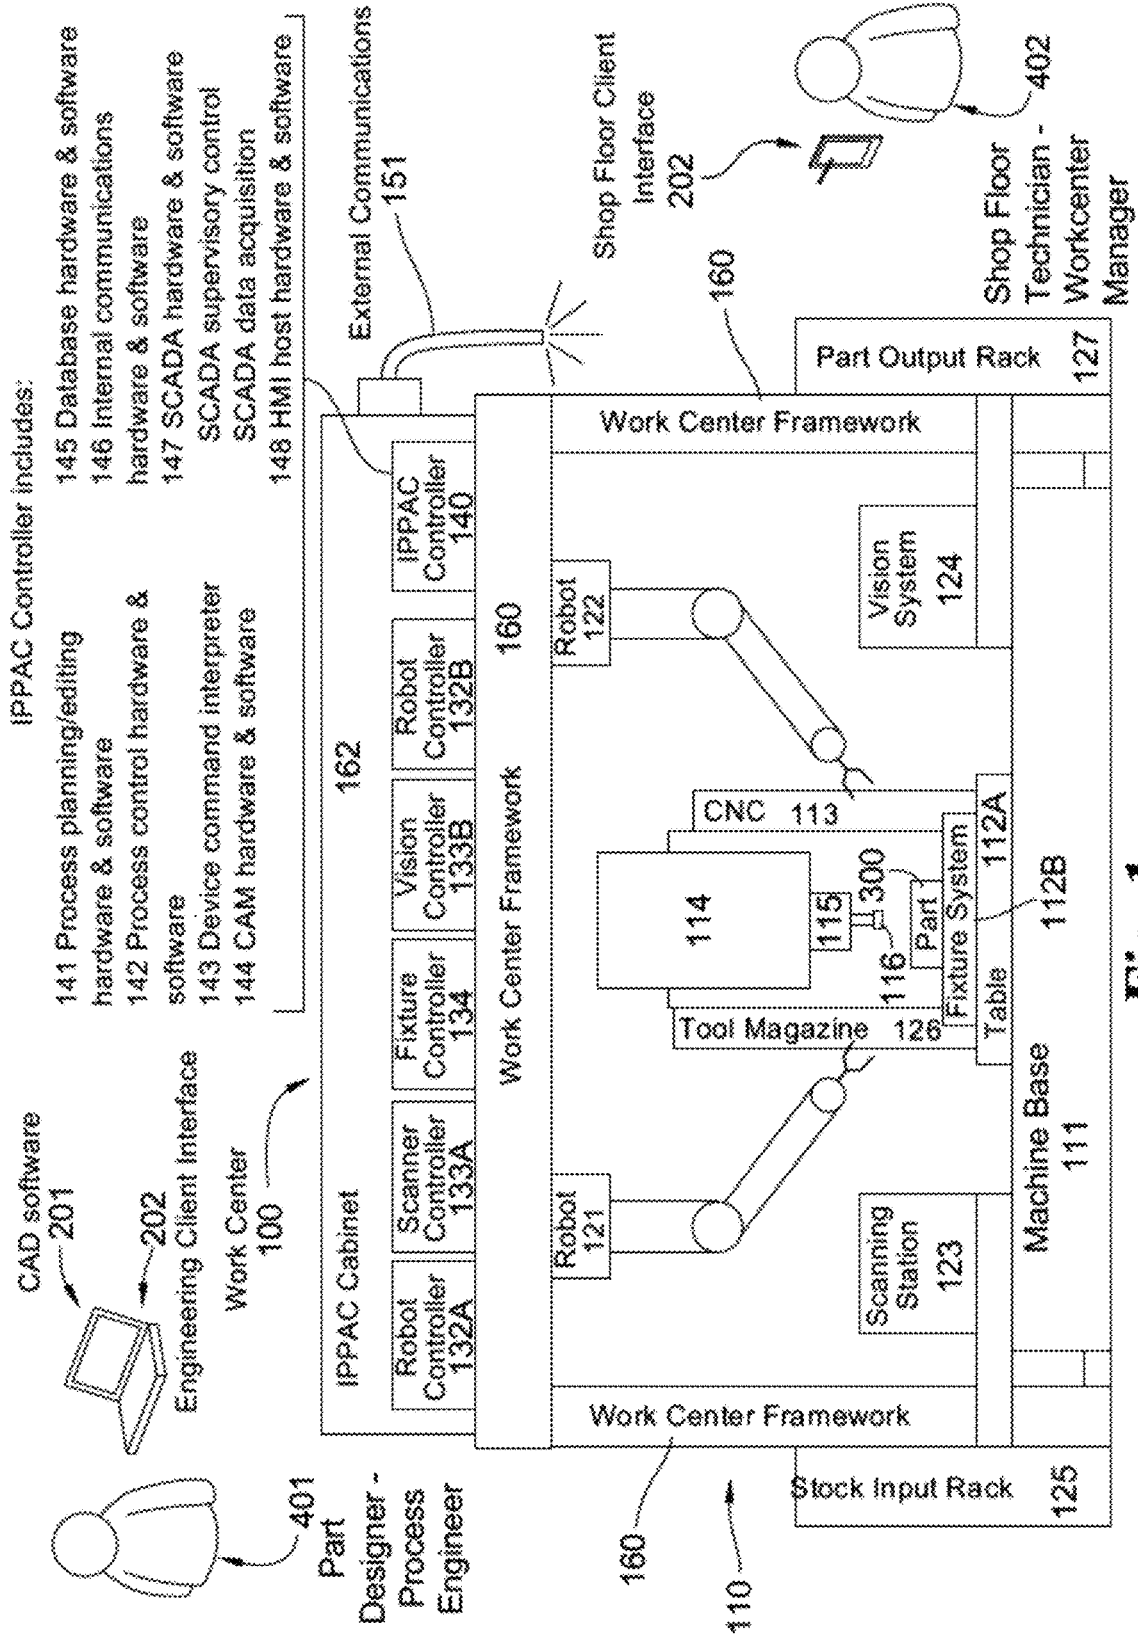 IPPAC Controller includes:
141 Process planning/editing
hardware & software
142 Process control hardware &
software
143 Device command interpreter
144 CAM hardware & software
145 Database hardware & software
146 Internal communications
hardware & software
147 SCADA hardware & software
SCADA supervisory control
SCADA data acquisition
148 HMI host hardware & software
CAD software
201
202
Engineering Client Interface
401
Part
Designer -
Process
Engineer
Work Center
100
External Communications
151
IPPAC Cabinet
162
Robot
Controller
132A
Scanner
Controller
133A
Fixture
Controller
134
Vision
Controller
133B
Robot
Controller
132B
IPPAC
Controller
140
Work Center Framework
160
Shop Floor Client
Interface
202
402
Shop Floor
Technician -
Workcenter
Manager
160
110
Work Center Framework
Robot
121
Robot
122
Work Center Framework
160
114
115
116
300
CNC 113
Tool Magazine 126
Part
Fixture System
Table
112A
112B
Scanning
Station
123
Vision
System
124
Stock Input Rack
125
Part Output Rack
127
Machine Base
111